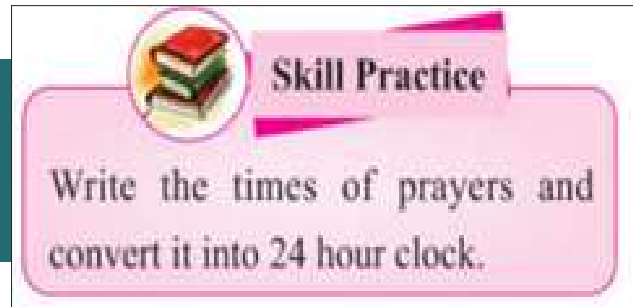 Skill Practice
Write the times of prayers and
convert it into 24 hour clock.